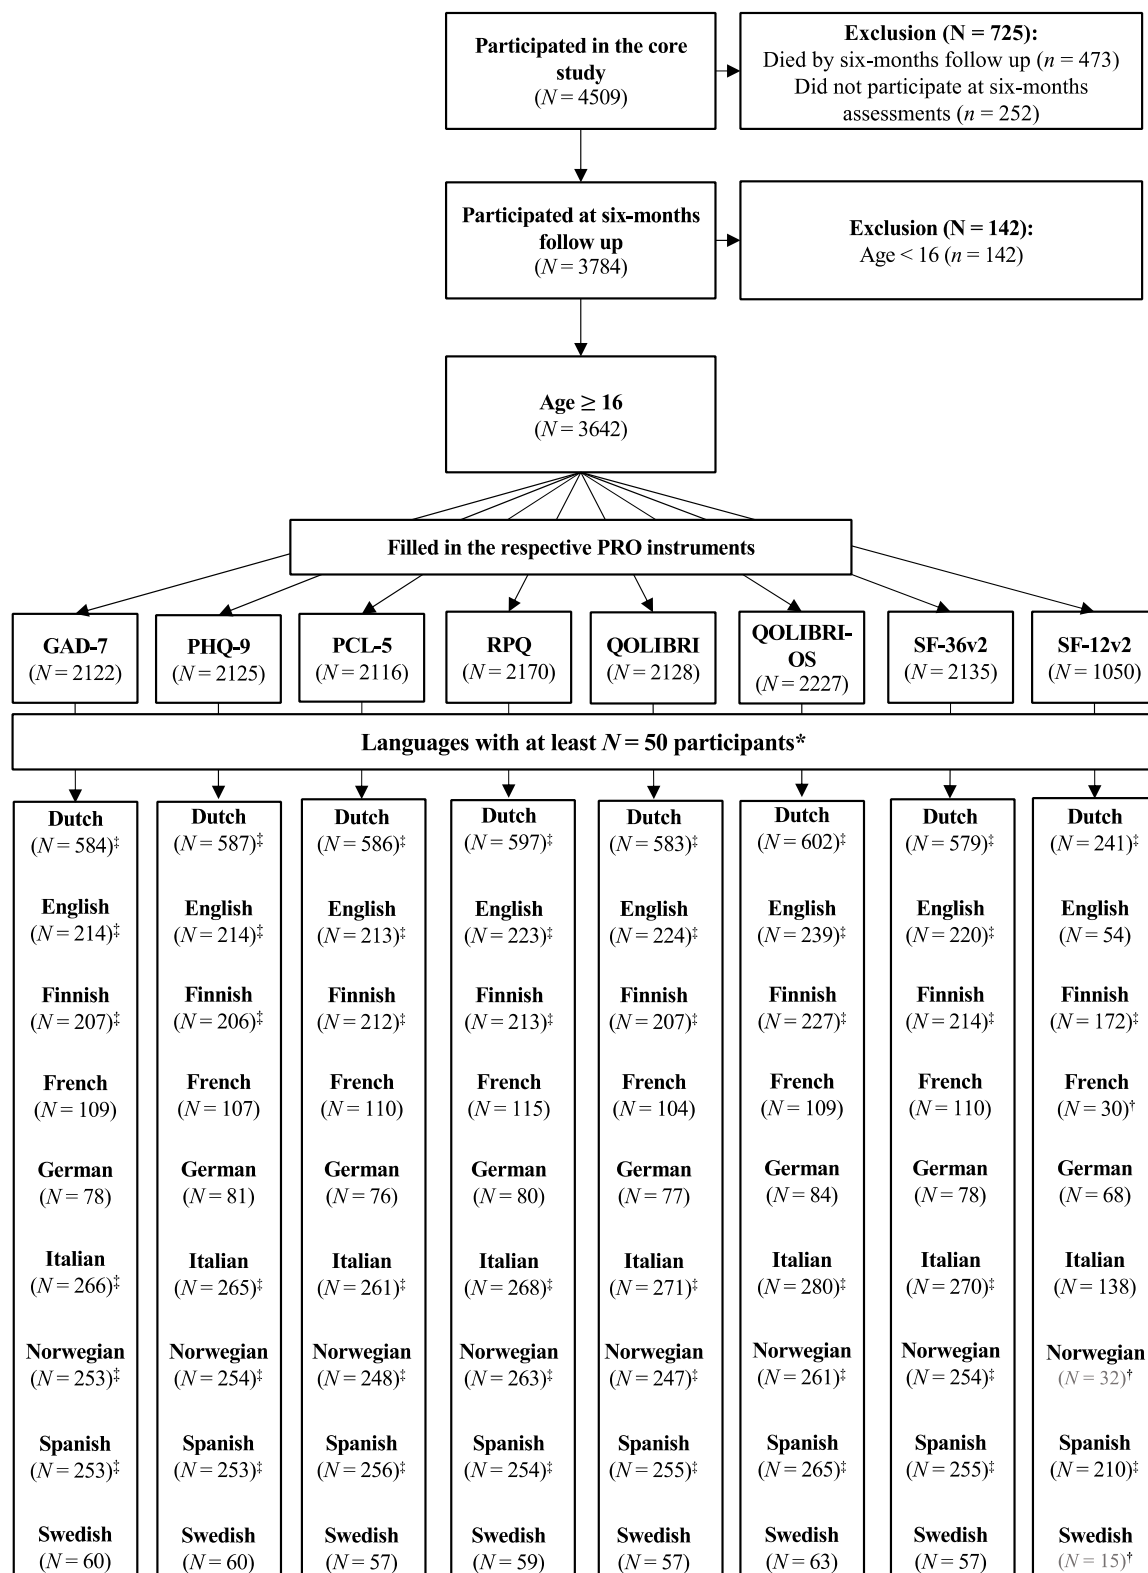 Participated in the core
study
(N = 4509)
Exclusion (N = 725):
Died by six-months follow up (n = 473)
Did not participate at six-months
assessments (n = 252)
Participated at six-months
follow up
(N = 3784)
Exclusion (N = 142):
Age < 16 (n = 142)
Age ≥ 16
(N = 3642)
Filled in the respective PRO instruments
GAD-7
(N = 2122)
PHQ-9
(N = 2125)
PCL-5
(N = 2116)
RPQ
(N = 2170)
QOLIBRI
(N = 2128)
QOLIBRI-
OS
(N = 2227)
SF-36v2
(N = 2135)
SF-12v2
(N = 1050)
Languages with at least N = 50 participants*
Dutch
(N = 584)‡
English
(N = 214)‡
Finnish
(N = 207)‡
French
(N = 109)
German
(N = 78)
Italian
(N = 266)‡
Norwegian
(N = 253)‡
Spanish
(N = 253)‡
Swedish
(N = 60)
Dutch
(N = 587)‡
English
(N = 214)‡
Finnish
(N = 206)‡
French
(N = 107)
German
(N = 81)
Italian
(N = 265)‡
Norwegian
(N = 254)‡
Spanish
(N = 253)‡
Swedish
(N = 60)
Dutch
(N = 586)‡
English
(N = 213)‡
Finnish
(N = 212)‡
French
(N = 110)
German
(N = 76)
Italian
(N = 261)‡
Norwegian
(N = 248)‡
Spanish
(N = 256)‡
Swedish
(N = 57)
Dutch
(N = 597)‡
English
(N = 223)‡
Finnish
(N = 213)‡
French
(N = 115)
German
(N = 80)
Italian
(N = 268)‡
Norwegian
(N = 263)‡
Spanish
(N = 254)‡
Swedish
(N = 59)
Dutch
(N = 583)‡
English
(N = 224)‡
Finnish
(N = 207)‡
French
(N = 104)
German
(N = 77)
Italian
(N = 271)‡
Norwegian
(N = 247)‡
Spanish
(N = 255)‡
Swedish
(N = 57)
Dutch
(N = 602)‡
English
(N = 239)‡
Finnish
(N = 227)‡
French
(N = 109)
German
(N = 84)
Italian
(N = 280)‡
Norwegian
(N = 261)‡
Spanish
(N = 265)‡
Swedish
(N = 63)
Dutch
(N = 579)‡
English
(N = 220)‡
Finnish
(N = 214)‡
French
(N = 110)
German
(N = 78)
Italian
(N = 270)‡
Norwegian
(N = 254)‡
Spanish
(N = 255)‡
Swedish
(N = 57)
Dutch
(N = 241)‡
English
(N = 54)
Finnish
(N = 172)‡
French
(N = 30)†
German
(N = 68)
Italian
(N = 138)
Norwegian
(N = 32)†
Spanish
(N = 210)‡
Swedish
(N = 15)†